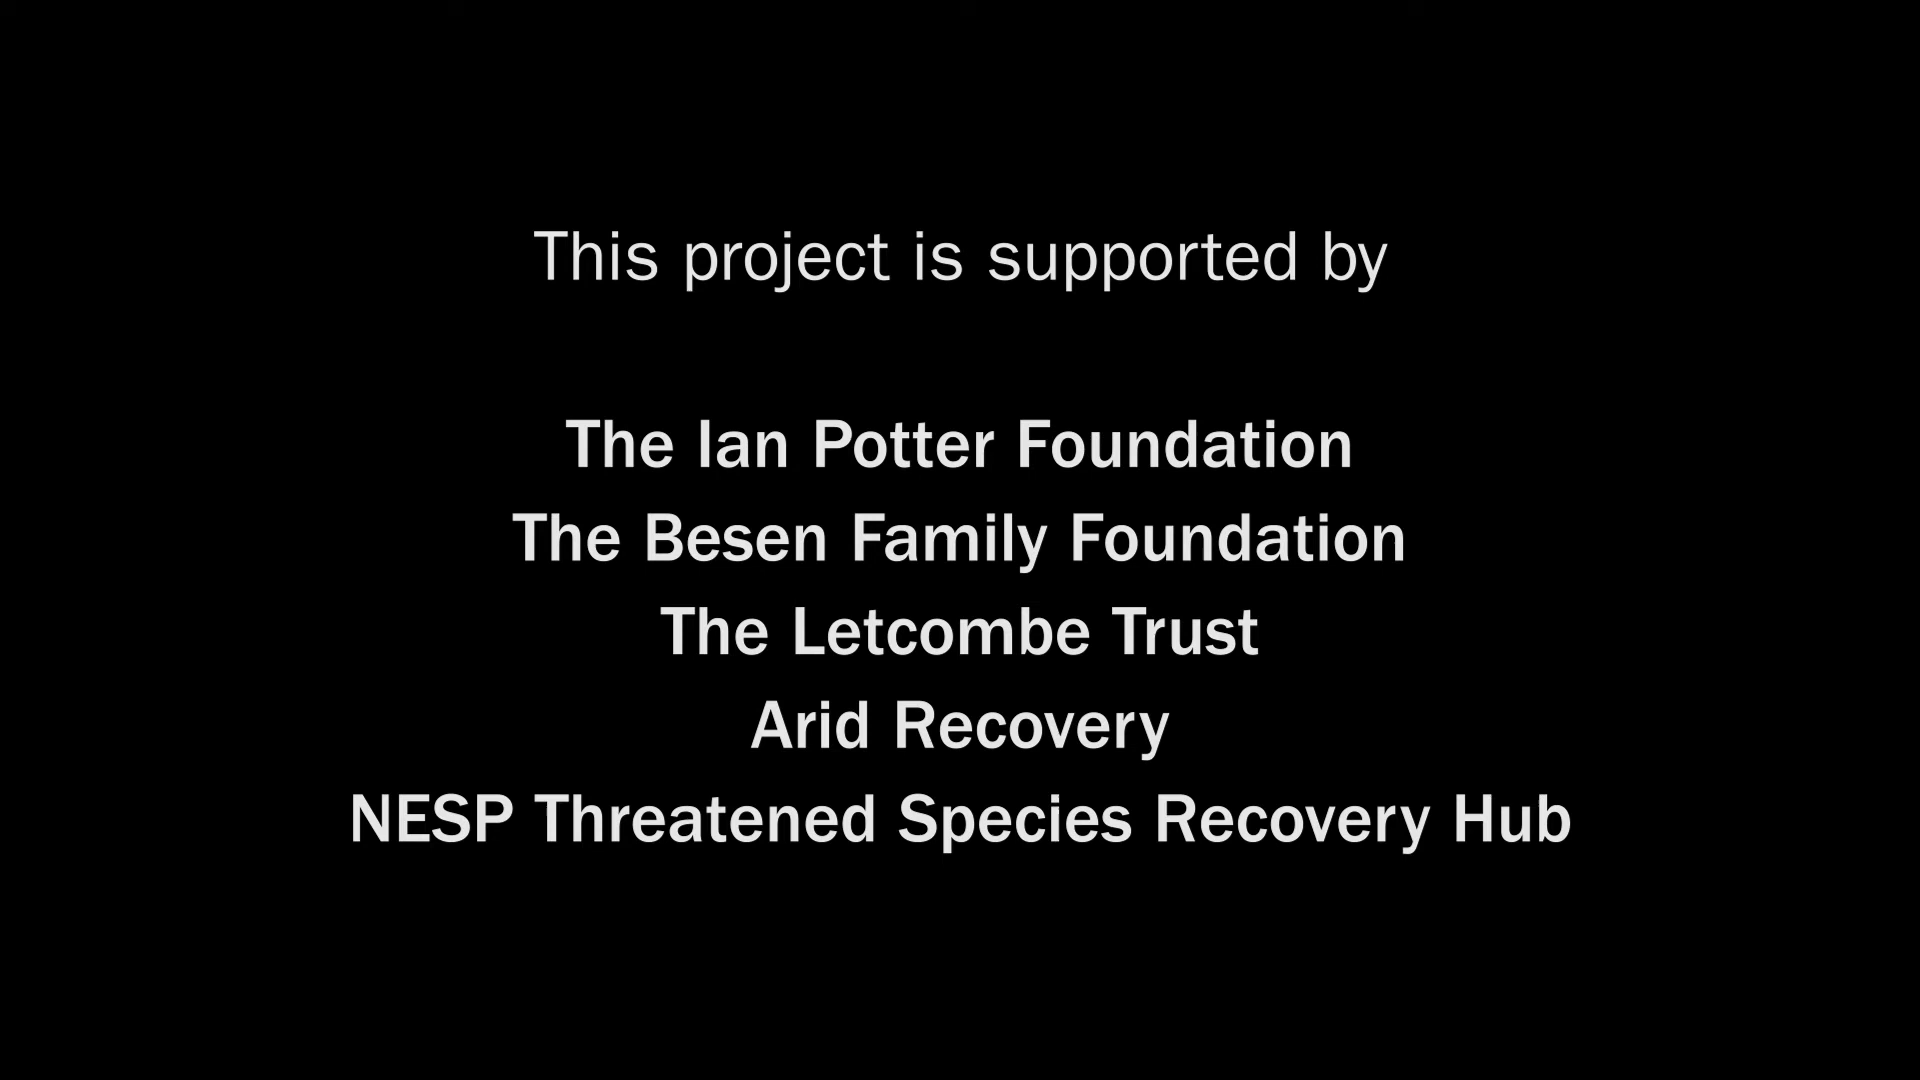 This project is supported by
The Ian Potter Foundation
The Besen Family Foundation
The Letcombe Trust
Arid Recovery
NESP Threatened Species Recovery Hub